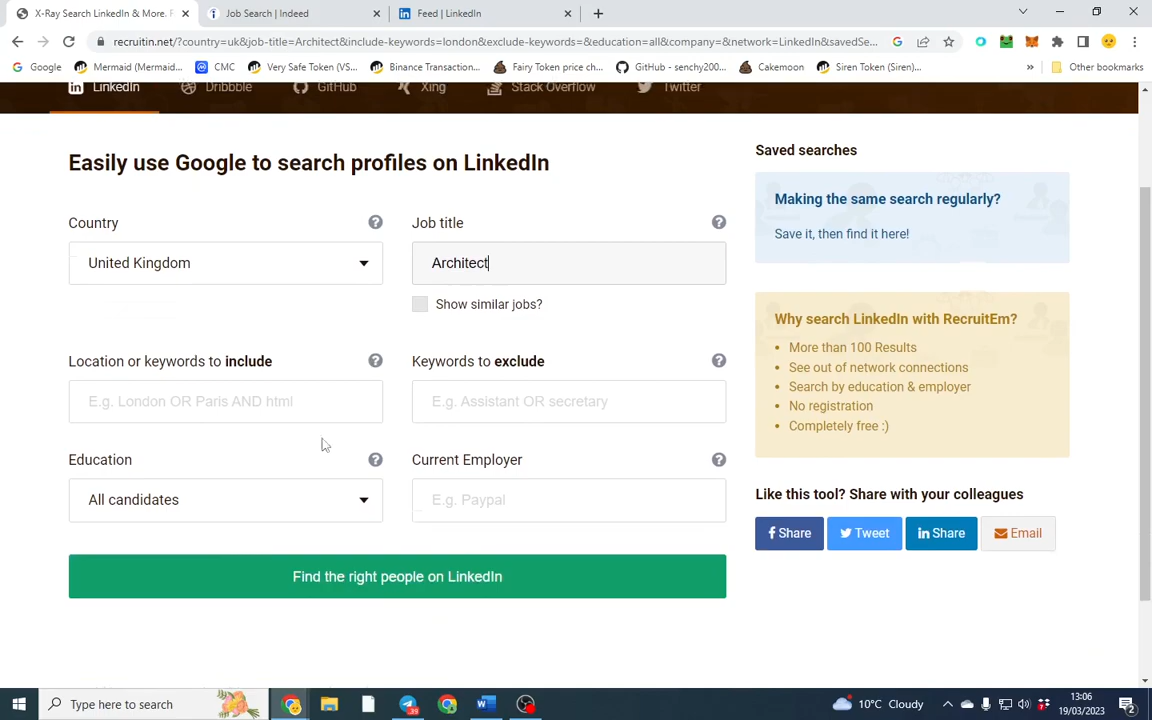 X-Ray Search LinkedIn & More. F
Job Search | Indeed
Feed | LinkedIn
recruitin.net/?country=uk&job-title=Architect&include-keywords=london&exclude-keywords=&education=all&company=&network=LinkedIn&savedSe...
Google
Mermaid (Mermaid...
CMC
Very Safe Token (VS...
Binance Transaction...
Fairy Token price ch...
GitHub - senchy200...
Cakemoon
Siren Token (Siren)...
»
Other bookmarks
LinkedIn
Dribbble
GitHub
Xing
Stack Overflow
Twitter
Easily use Google to search profiles on LinkedIn
Country
Job title
United Kingdom
Architect
Show similar jobs?
Location or keywords to include
Keywords to exclude
E.g. London OR Paris AND html
E.g. Assistant OR secretary
Education
Current Employer
All candidates
E.g. Paypal
Find the right people on LinkedIn
Saved searches
Making the same search regularly?
Save it, then find it here!
Why search LinkedIn with RecruitEm?
• More than 100 Results
• See out of network connections
• Search by education & employer
• No registration
• Completely free :)
Like this tool? Share with your colleagues
Share
Tweet
Share
Email
Type here to search
10°C Cloudy
13:06
19/03/2023
2